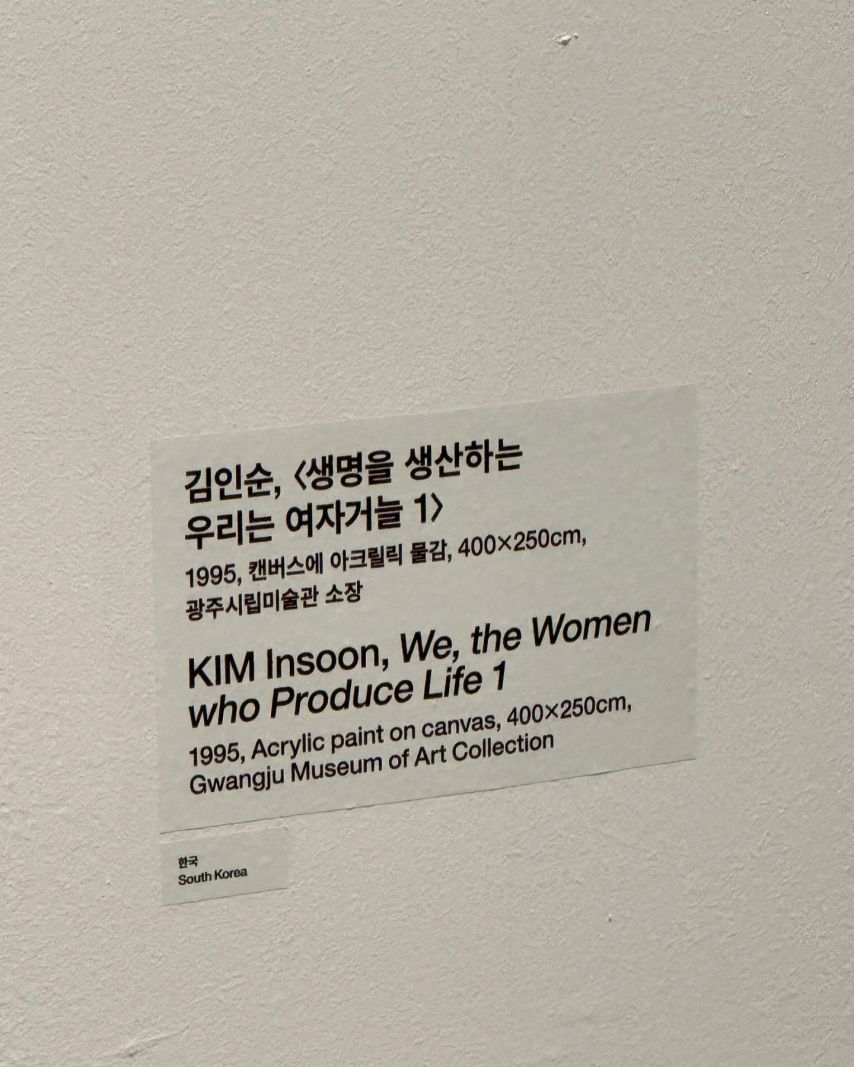 김인순, 〈생명을 생산하는
우리는 여자거늘 1〉
1995, 캔버스에 아크릴릭 물감, 400×250cm,
광주시립미술관 소장
KIM Insoon, We, the Women
who Produce Life 1
1995, Acrylic paint on canvas, 400×250cm,
Gwangju Museum of Art Collection
한국
South Korea